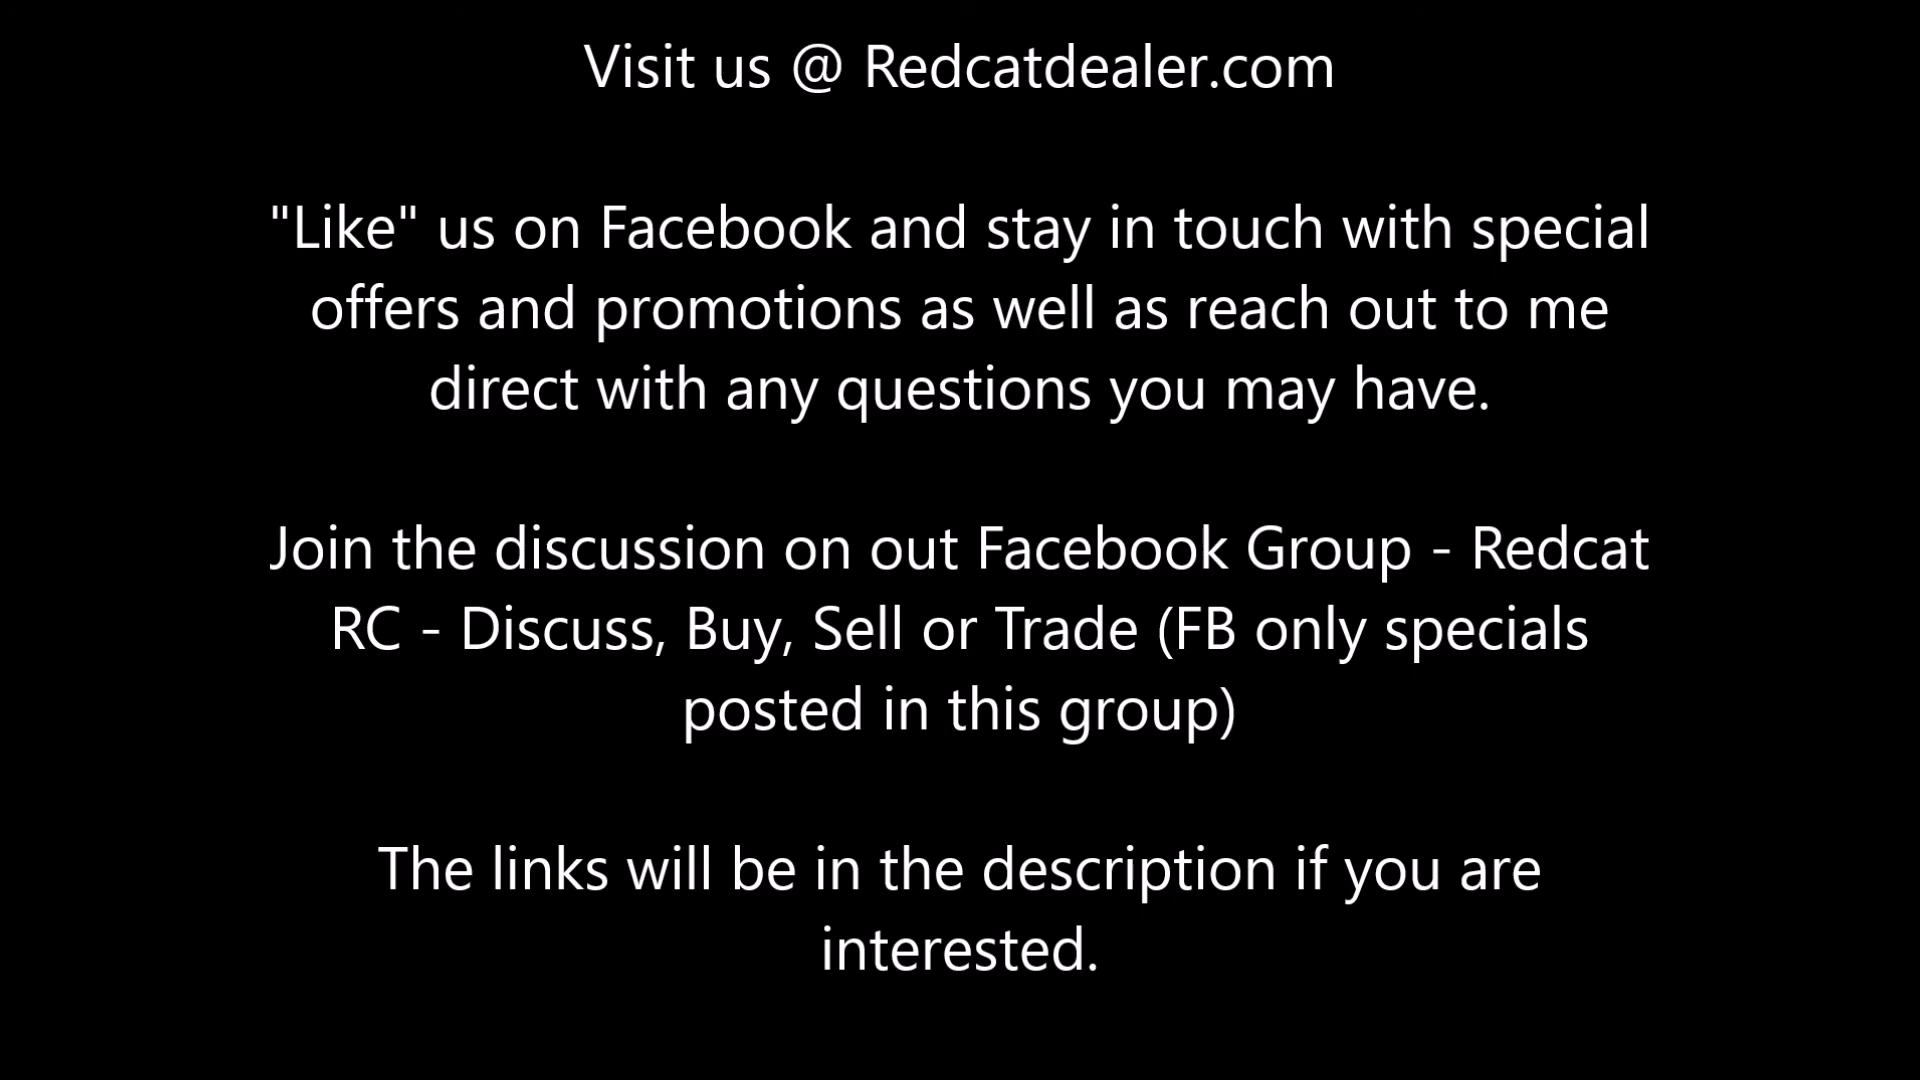 Visit us @ Redcatdealer.com
"Like" us on Facebook and stay in touch with special
offers and promotions as well as reach out to me
direct with any questions you may have.
Join the discussion on out Facebook Group - Redcat
RC - Discuss, Buy, Sell or Trade (FB only specials
posted in this group)
The links will be in the description if you are
interested.